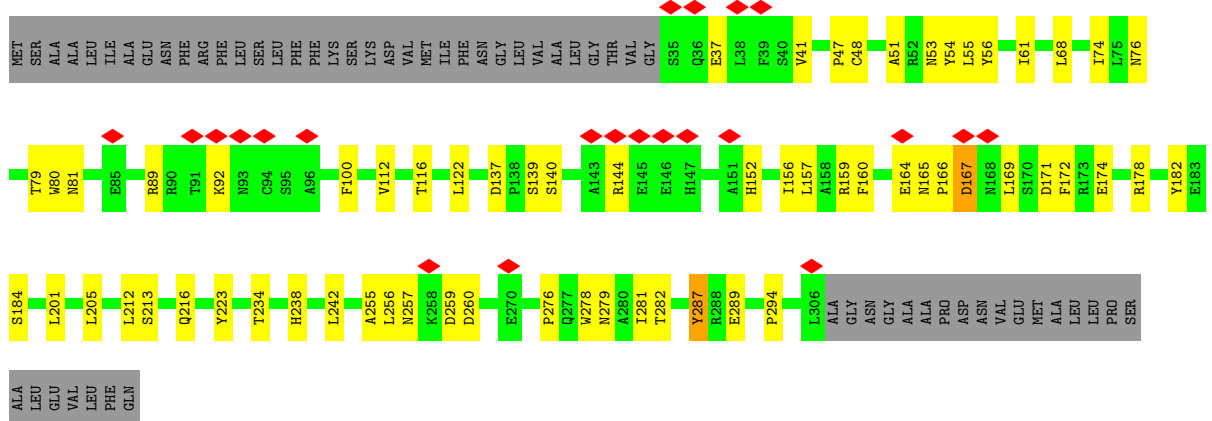 MET SER ALA ALA LEU ILE ALA GLU ASN PHE ARG PHE LEU SER LEU PHE PHE LYS SER LYS ASP VAL MET ILE PHE ASN GLY LEU VAL ALA LEU GLY THR VAL GLY S35 Q36 E37 L38 F39 S40 V41 P47 C48 A51 R52 N53 Y54 L55 Y56 I61 L68 I74 L75 N76
T79 W80 N81 E85 R89 R90 T91 K92 N93 C94 S95 A96 F100 V112 T116 L122 D137 P138 S139 S140 A143 R144 E145 E146 H147 A151 H152 I156 L157 A158 R159 F160 E164 N165 P166 D167 N168 L169 S170 D171 F172 R173 E174 R178 Y182 E183
S184 L201 L205 L212 S213 Q216 Y223 T234 H238 L242 A255 L256 N257 K258 D259 D260 E270 P276 Q277 W278 N279 A280 I281 T282 Y287 R288 E289 P294 L306 ALA GLY ASN GLY ALA ALA PRO ASP ASN VAL GLU MET ALA LEU LEU PRO SER
ALA LEU GLU VAL LEU PHE GLN